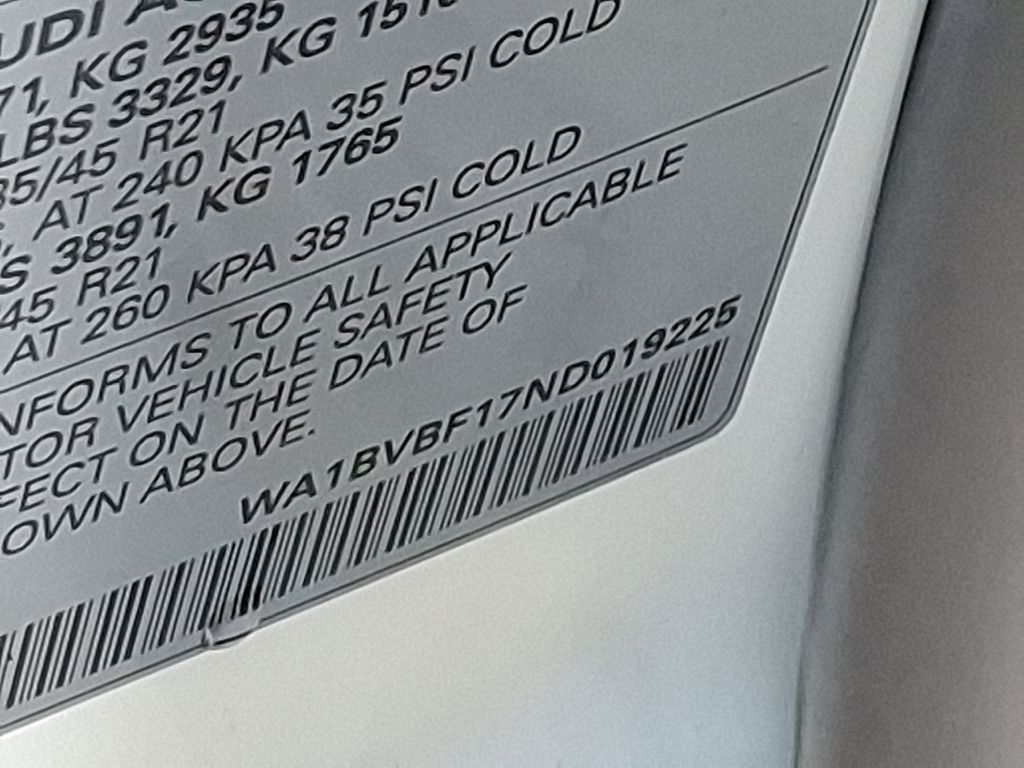 UDI A
71, KG 2935
LBS 3329, KG 151
35/45 R21
, AT 240 KPA 35 PSI COLD
S 3891, KG 1765
45 R21
AT 260 KPA 38 PSI COLD
NFORMS TO ALL APPLICABLE
TOR VEHICLE SAFETY
FECT ON THE DATE OF
OWN ABOVE.
WA1BVBF17ND019225